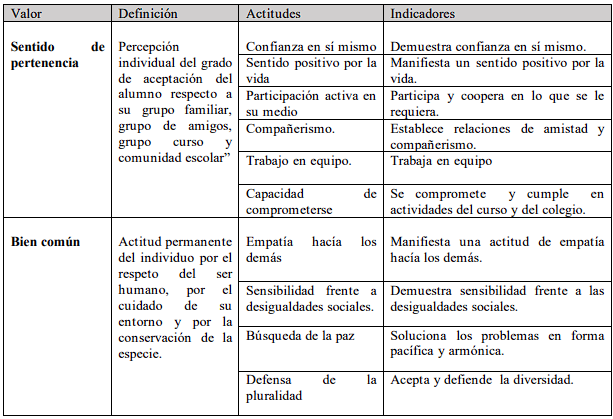 Valor Definición Actitudes Indicadores
Sentido de pertenencia
Percepción
individual del grado
de aceptación del
alumno respecto a
su grupo familiar,
grupo de amigos,
grupo curso y
comunidad escolar”
Confianza en sí mismo
Demuestra confianza en sí mismo.
Sentido positivo por la
vida
Manifiesta un sentido positivo por la
vida.
Participación activa en
su medio
Participa y coopera en lo que se le
requiera.
Compañerismo.
Establece relaciones de amistad y
compañerismo.
Trabajo en equipo.
Trabaja en equipo
Capacidad de
comprometerse
Se compromete y cumple en
actividades del curso y del colegio.
Bien común
Actitud permanente
del individuo por el
respeto del ser
humano, por el
cuidado de su
entorno y por la
conservación de la
especie.
Empatía hacía los
demás
Manifiesta una actitud de empatía
hacía los demás.
Sensibilidad frente a
desigualdades sociales.
Demuestra sensibilidad frente a las
desigualdades sociales.
Búsqueda de la paz
Soluciona los problemas en forma
pacífica y armónica.
Defensa de la
pluralidad
Acepta y defiende la diversidad.